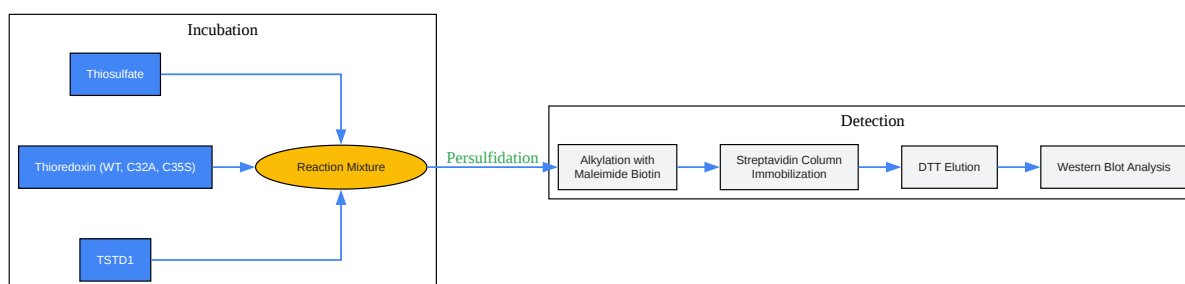 Incubation
Thiosulfate
Thioredoxin (WT, C32A, C35S)
TSTD1
Reaction Mixture
Persulfidation
Detection
Alkylation with
Maleimide Biotin
Streptavidin Column
Immobilization
DTT Elution
Western Blot Analysis